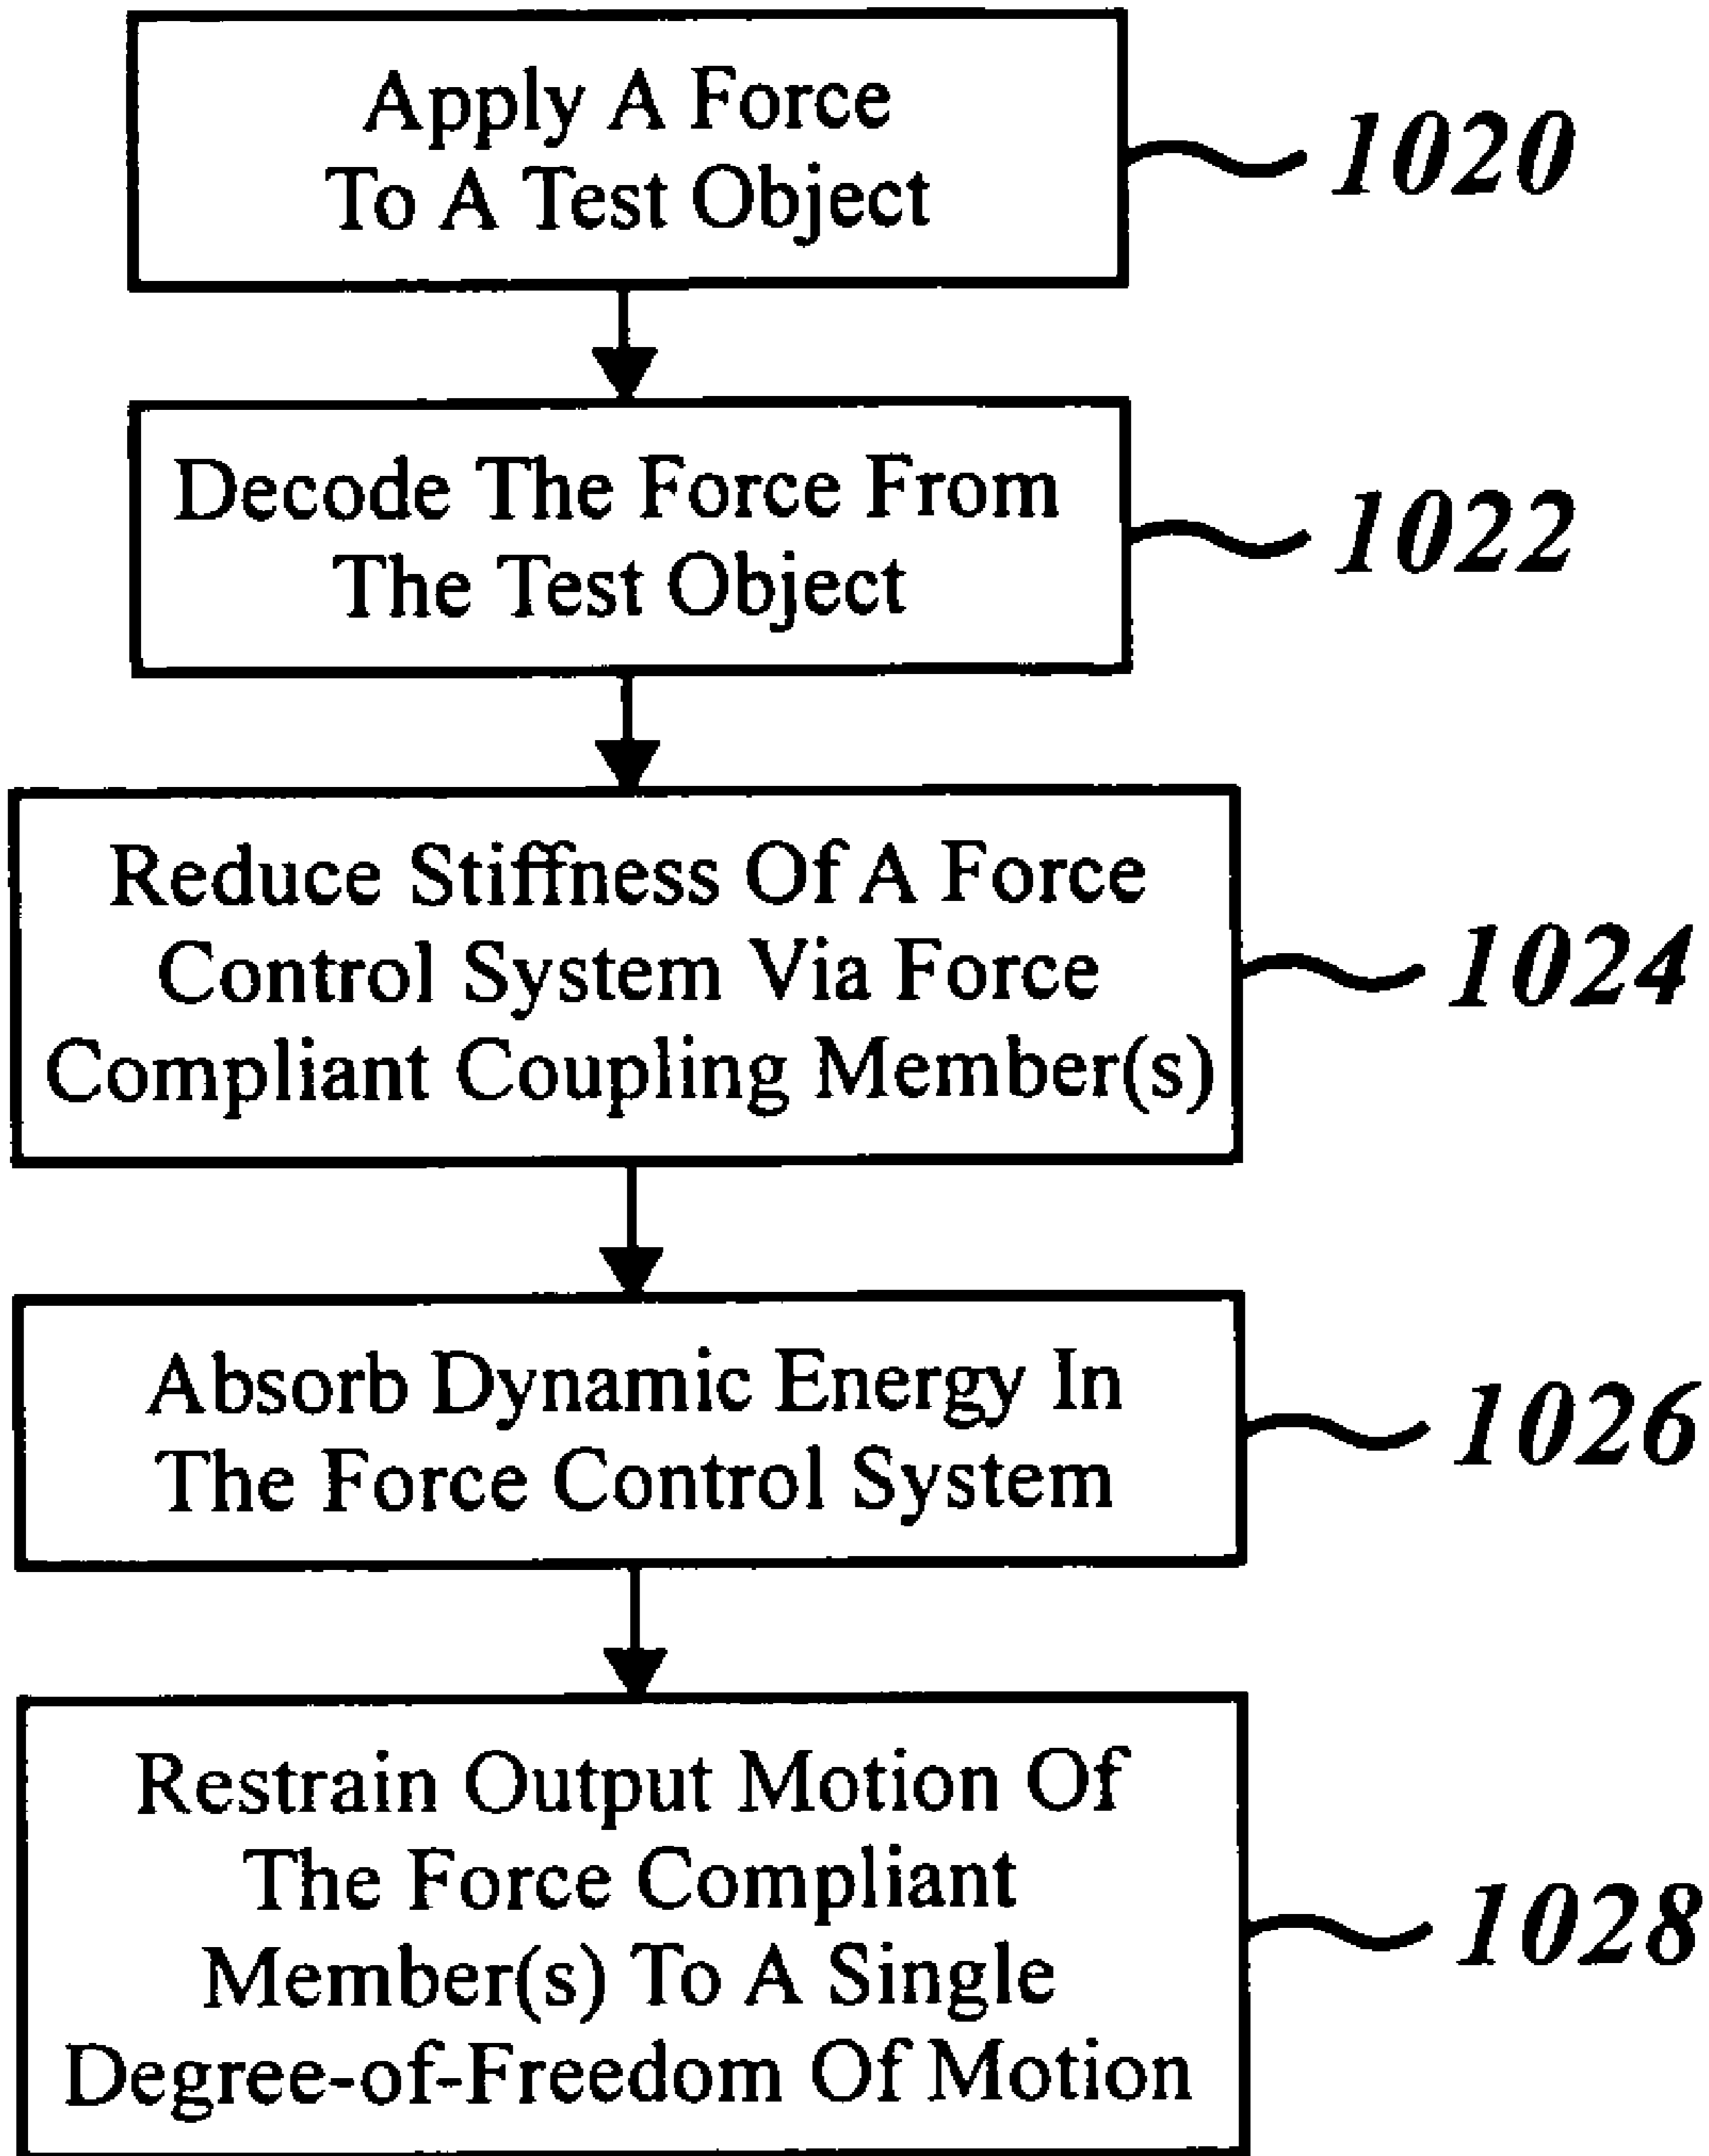 Apply A Force
To A Test Object
1020
Decode The Force From
The Test Object
1022
Reduce Stiffness Of A Force
Control System Via Force
Compliant Coupling Member(s)
1024
Absorb Dynamic Energy In
The Force Control System
1026
Restrain Output Motion Of
The Force Compliant
Member(s) To A Single
Degree-of-Freedom Of Motion
1028